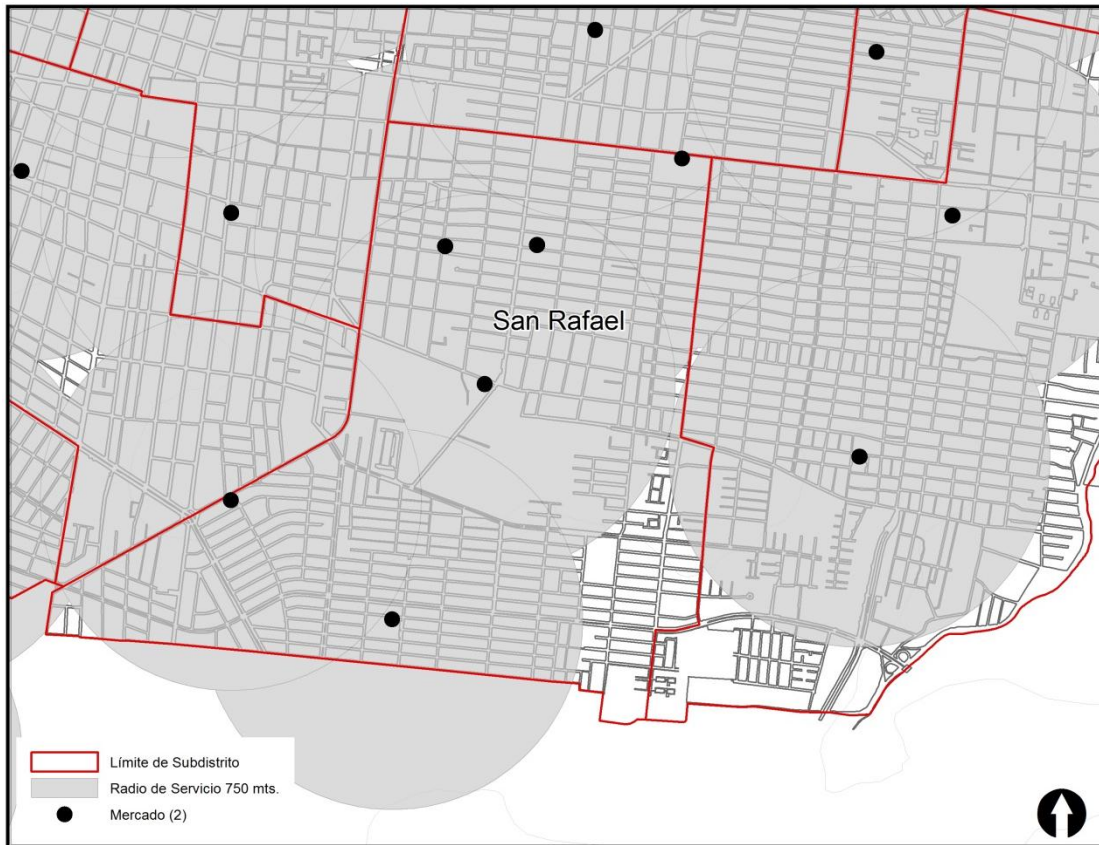 San Rafael
Límite de Subdistrito
Radio de Servicio 750 mts.
Mercado (2)